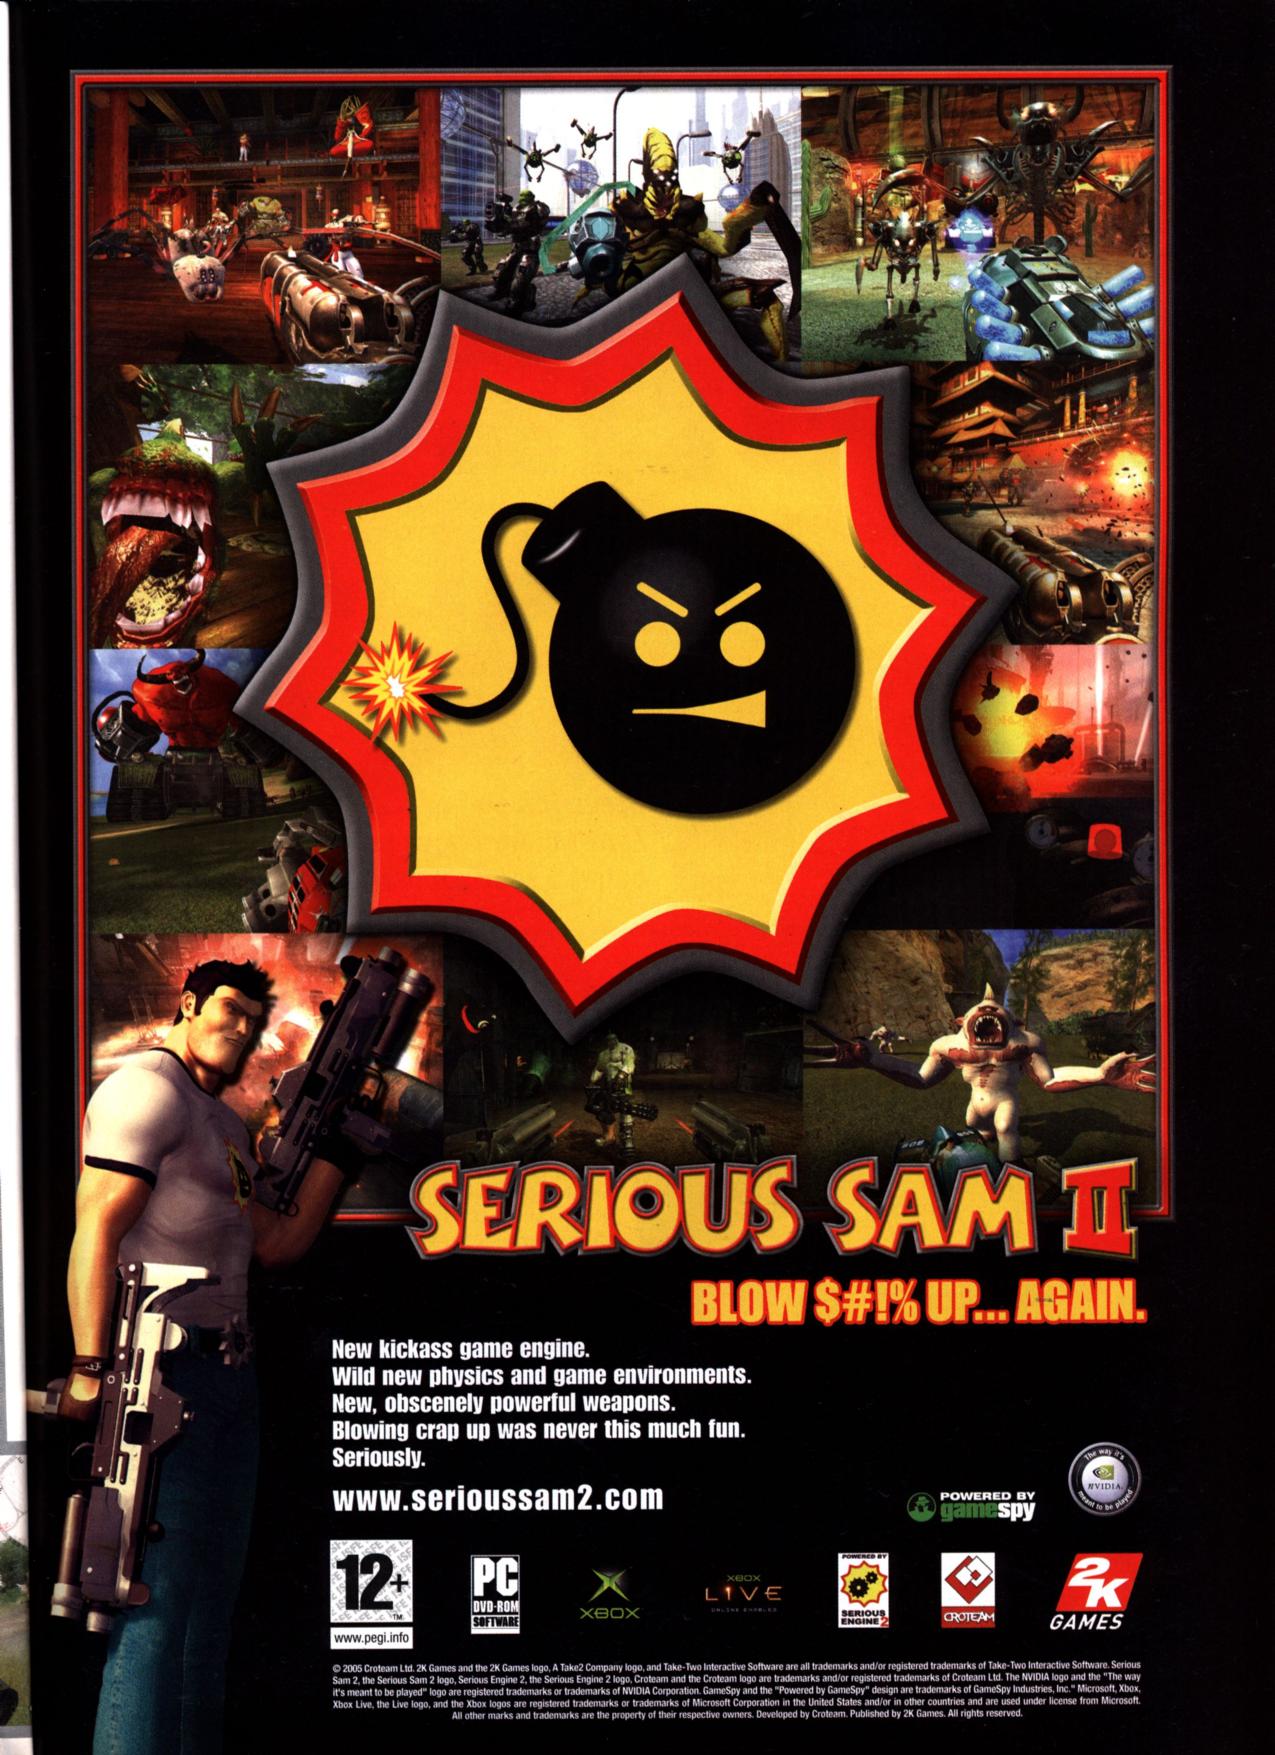 SERIOUS SAM II
BLOW $#!% UP... AGAIN.
New kickass game engine.
Wild new physics and game environments.
New, obscenely powerful weapons.
Blowing crap up was never this much fun.
Seriously.
www.serioussam2.com
POWERED BY
gamespy
The way it's
NVIDIA.
meant to be played
12+
TM
www.pegi.info
PC
DVD-ROM
SOFTWARE
XBOX
XBOX
LIVE
ONLINE ENABLED
POWERED BY
SERIOUS
ENGINE 2
CROTEAM
2K
GAMES
© 2005 Croteam Ltd. 2K Games and the 2K Games logo, A Take2 Company logo, and Take-Two Interactive Software are all trademarks and/or registered trademarks of Take-Two Interactive Software. Serious
Sam 2, the Serious Sam 2 logo, Serious Engine 2, the Serious Engine 2 logo, Croteam and the Croteam logo are trademarks and/or registered trademarks of Croteam Ltd. The NVIDIA logo and the "The way
it's meant to be played" logo are registered trademarks or trademarks of NVIDIA Corporation. GameSpy and the "Powered by GameSpy" design are trademarks of GameSpy Industries, Inc." Microsoft, Xbox,
Xbox Live, the Live logo, and the Xbox logos are registered trademarks or trademarks of Microsoft Corporation in the United States and/or in other countries and are used under license from Microsoft.
All other marks and trademarks are the property of their respective owners. Developed by Croteam. Published by 2K Games. All rights reserved.